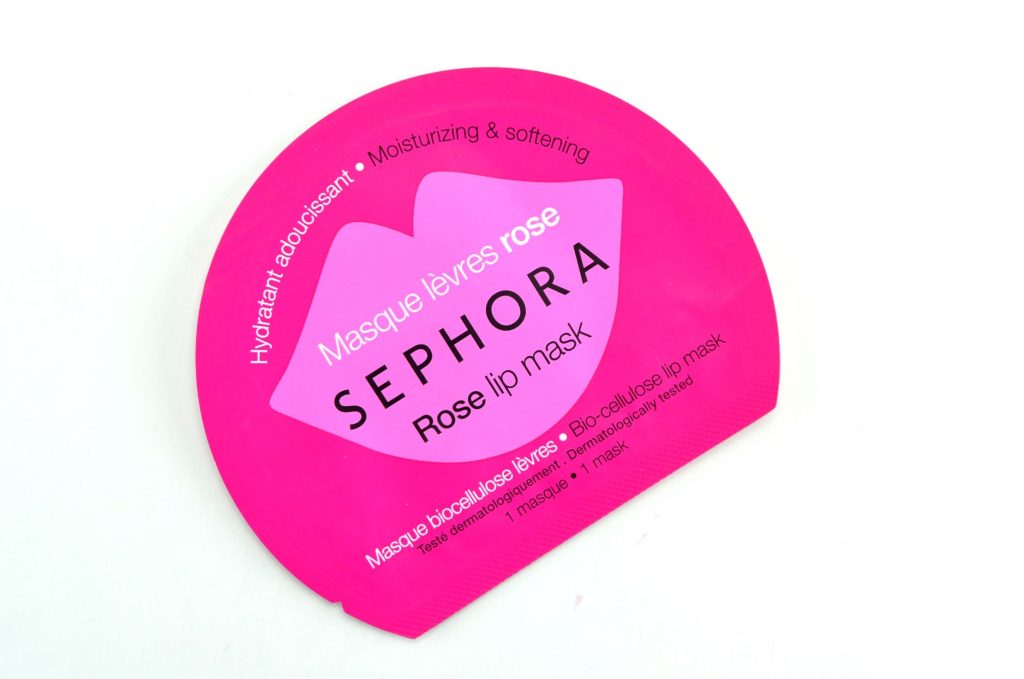 Hydratant adoucissant • Moisturizing & softening
Masque lèvres rose
SEPHORA
Rose lip mask
Masque biocellulose lèvres • Bio-cellulose lip mask
Testé dermatologiquement . Dermatologically tested
1 masque • 1 mask